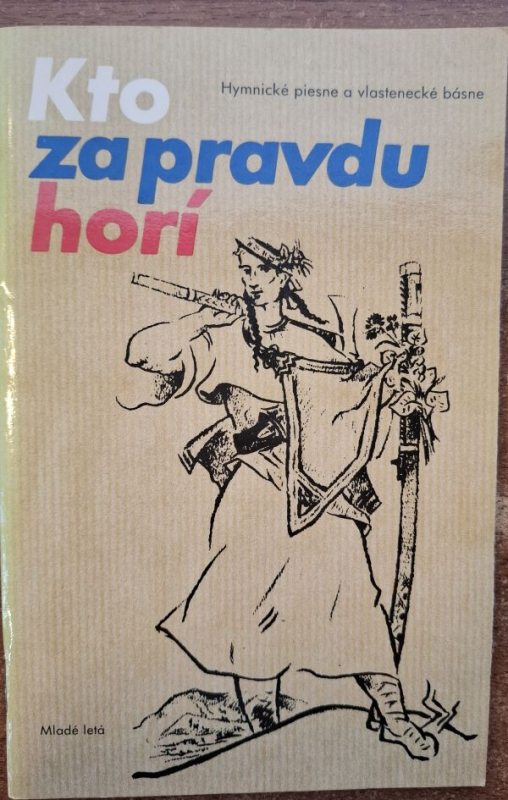 Kto
Hymnické piesne a vlastenecké básne
za pravdu
horí
Mladé letá